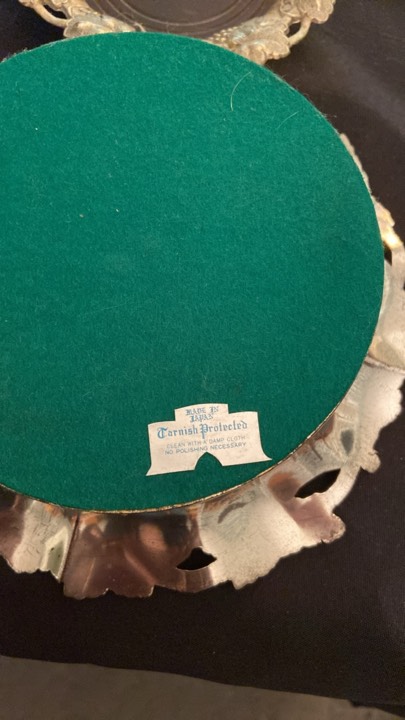 MADE IN
JAPAN
Tarnish Protected
CLEAN WITH A DAMP CLOTH
NO POLISHING NECESSARY